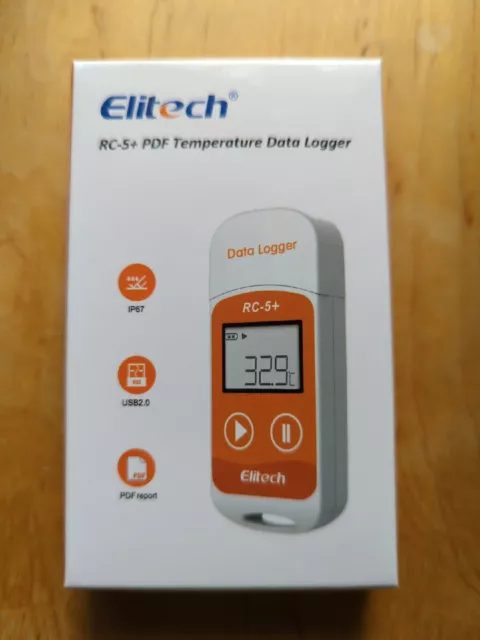 Elitech®
RC-5+ PDF Temperature Data Logger
Data Logger
RC-5+
32.9°C
Elitech
IP67
USB2.0
PDF
PDF report